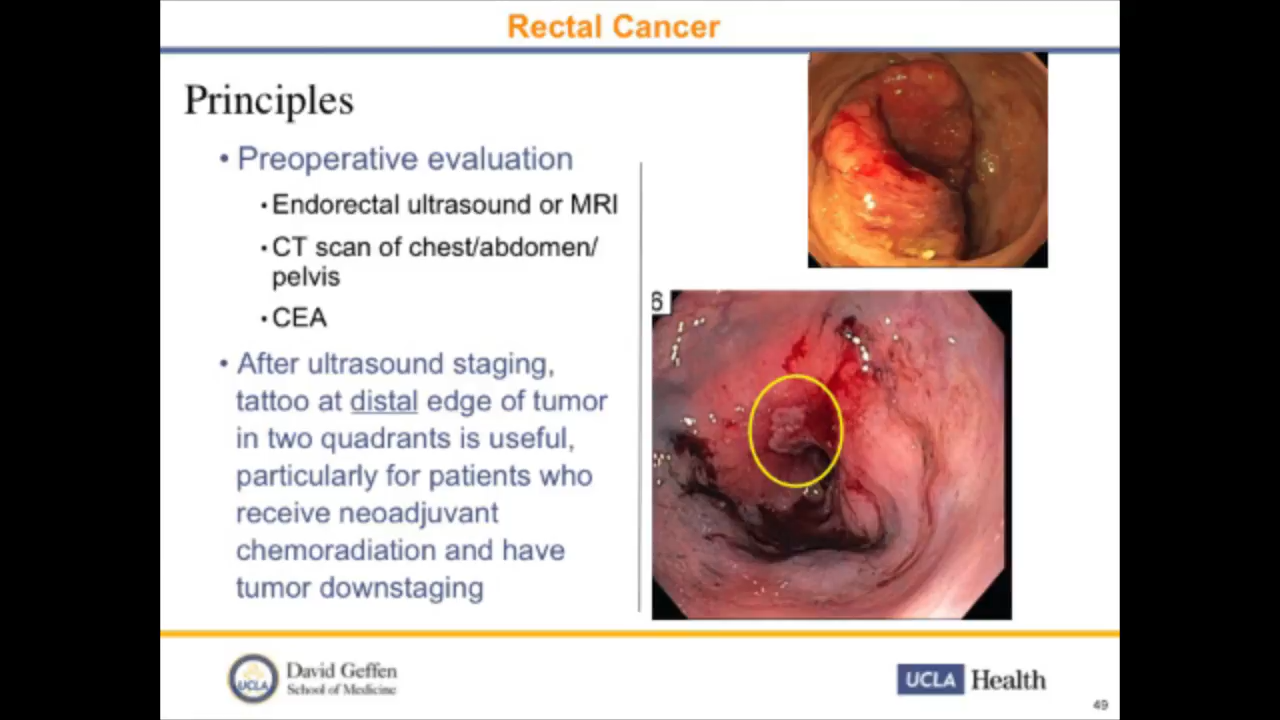 Rectal Cancer
Principles
• Preoperative evaluation
• Endorectal ultrasound or MRI
• CT scan of chest/abdomen/
pelvis
• CEA
• After ultrasound staging,
tattoo at distal edge of tumor
in two quadrants is useful,
particularly for patients who
receive neoadjuvant
chemoradiation and have
tumor downstaging
6
UCLA
David Geffen
School of Medicine
UCLA Health
49